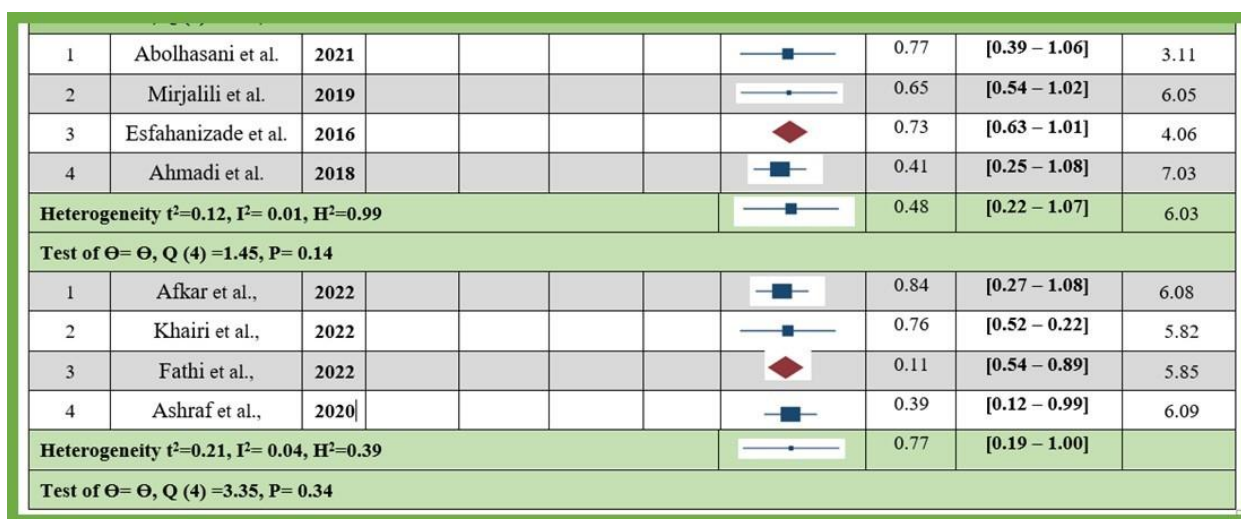 1 Abolhasani et al. 2021 0.77 [0.39 – 1.06] 3.11
2 Mirjalili et al. 2019 0.65 [0.54 – 1.02] 6.05
3 Esfahanizade et al. 2016 0.73 [0.63 – 1.01] 4.06
4 Ahmadi et al. 2018 0.41 [0.25 – 1.08] 7.03
Heterogeneity t²=0.12, I²= 0.01, H²=0.99 0.48 [0.22 – 1.07] 6.03
Test of Ɵ= Ɵ, Q (4) =1.45, P= 0.14
1 Afkar et al., 2022 0.84 [0.27 – 1.08] 6.08
2 Khairi et al., 2022 0.76 [0.52 – 0.22] 5.82
3 Fathi et al., 2022 0.11 [0.54 – 0.89] 5.85
4 Ashraf et al., 2020 0.39 [0.12 – 0.99] 6.09
Heterogeneity t²=0.21, I²= 0.04, H²=0.39 0.77 [0.19 – 1.00]
Test of Ɵ= Ɵ, Q (4) =3.35, P= 0.34